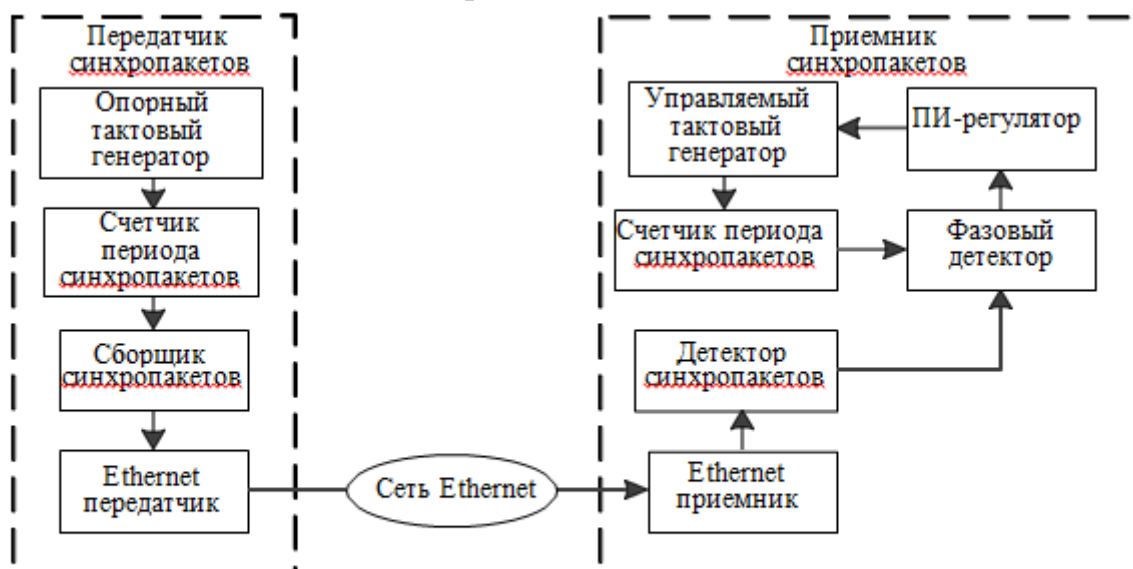 Передатчик
синхропакетов
Опорный
тактовый
генератор
Счетчик
периода
синхропакетов
Сборщик
синхропакетов
Ethernet
передатчик
Сеть Ethernet
Приемник
синхропакетов
Управляемый
тактовый
генератор
ПИ-регулятор
Счетчик периода
синхропакетов
Фазовый
детектор
Детектор
синхропакетов
Ethernet
приемник